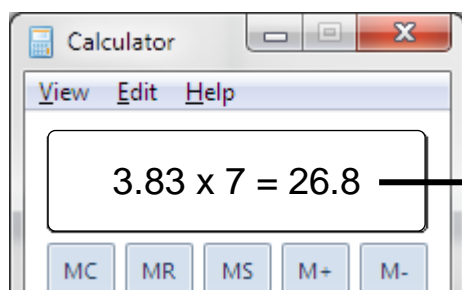 Calculator
View Edit Help
3.83 x 7 = 26.8
MC MR MS M+ M-